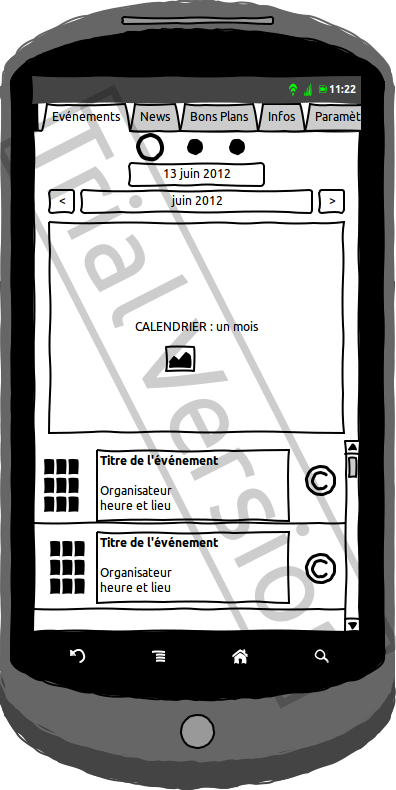 11:22
Evénements News Bons Plans Infos Paramèt
13 juin 2012
< juin 2012 >
CALENDRIER : un mois
Titre de l'événement
Organisateur
heure et lieu
©
Titre de l'événement
Organisateur
heure et lieu
©
Trial Version